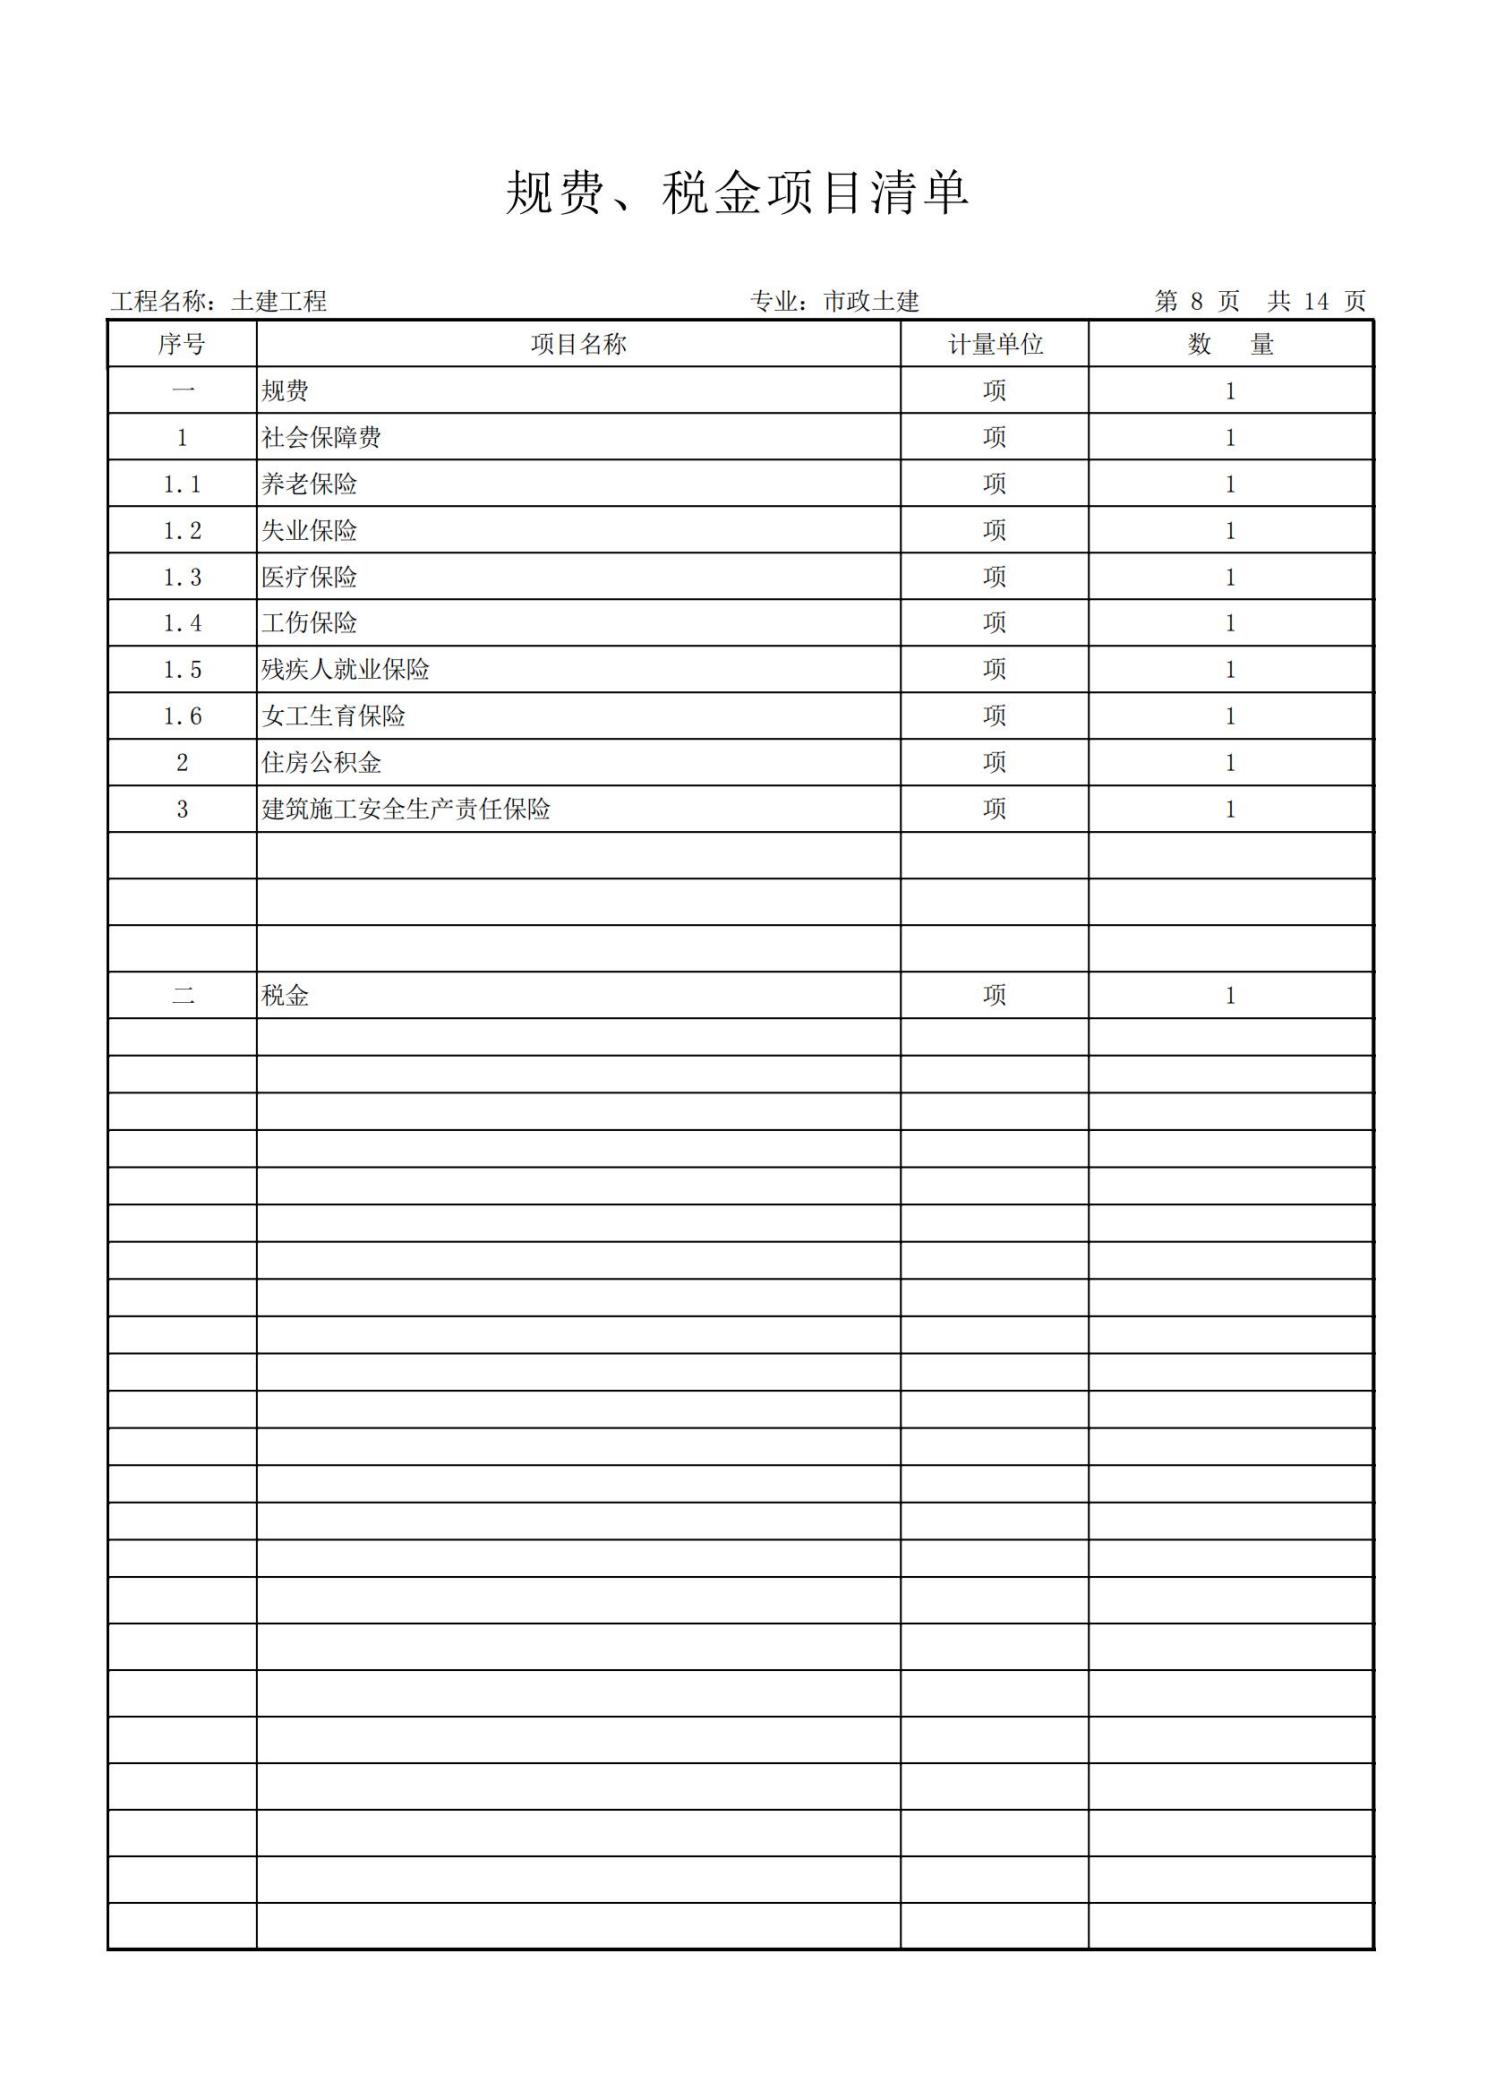 规费、税金项目清单
工程名称：土建工程 专业：市政土建 第 8 页 共 14 页
序号 项目名称 计量单位 数 量
一 规费 项 1
1 社会保障费 项 1
1.1 养老保险 项 1
1.2 失业保险 项 1
1.3 医疗保险 项 1
1.4 工伤保险 项 1
1.5 残疾人就业保险 项 1
1.6 女工生育保险 项 1
2 住房公积金 项 1
3 建筑施工安全生产责任保险 项 1
二 税金 项 1